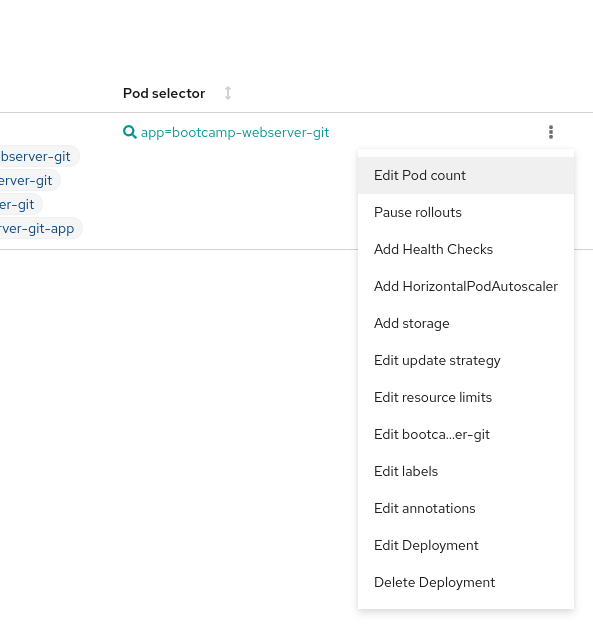 Pod selector
app=bootcamp-webserver-git
bserver-git
erver-git
er-git
rver-git-app
Edit Pod count
Pause rollouts
Add Health Checks
Add HorizontalPodAutoscaler
Add storage
Edit update strategy
Edit resource limits
Edit bootca...er-git
Edit labels
Edit annotations
Edit Deployment
Delete Deployment